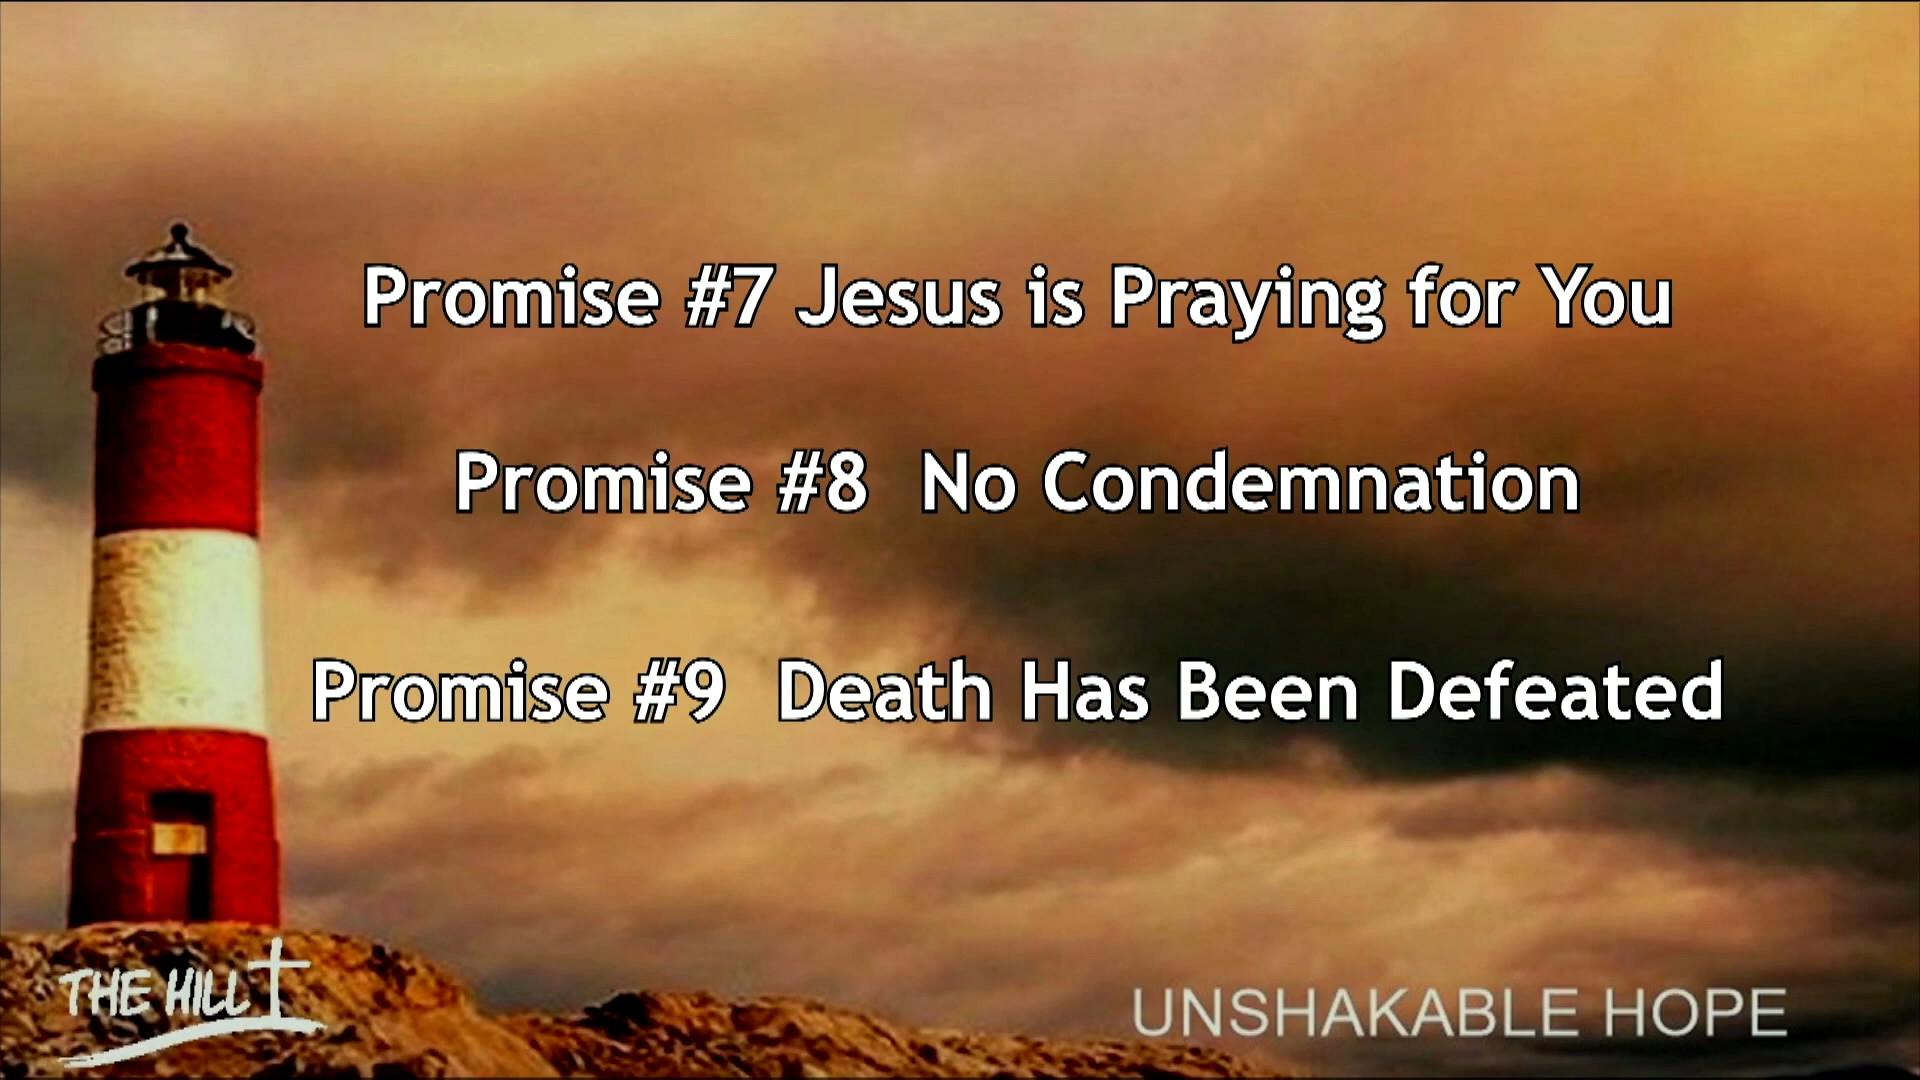 Promise #7 Jesus is Praying for You
Promise #8 No Condemnation
Promise #9 Death Has Been Defeated
THE HILL
UNSHAKABLE HOPE